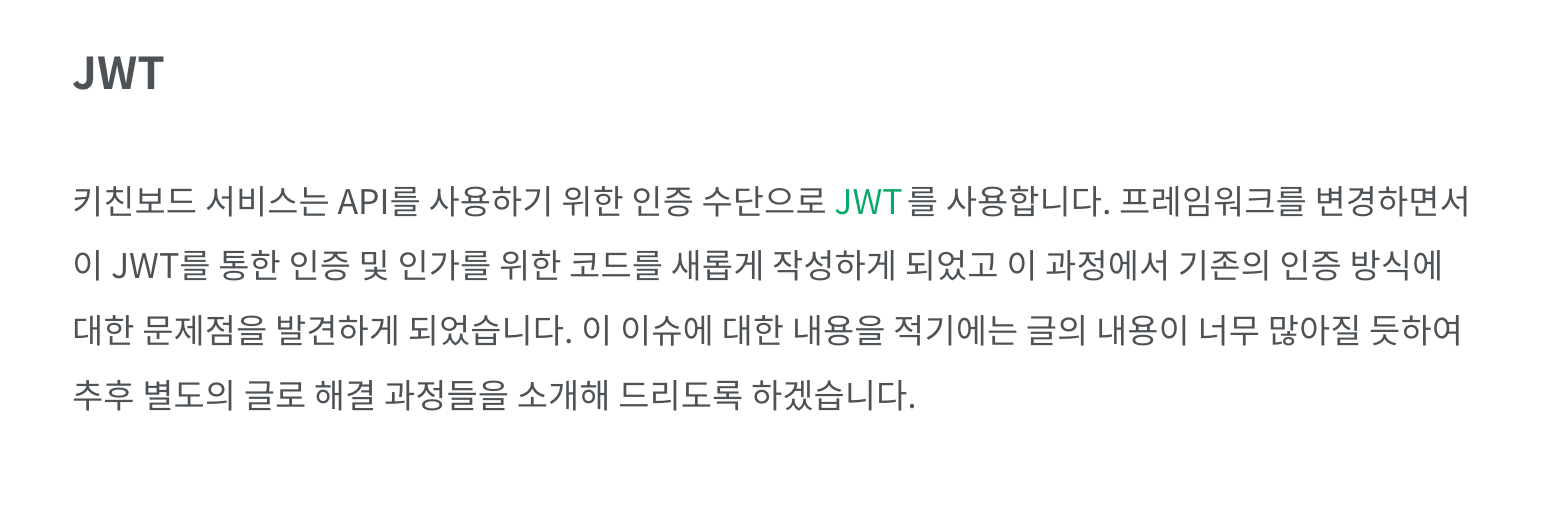 JWT
키친보드 서비스는 API를 사용하기 위한 인증 수단으로 JWT를 사용합니다. 프레임워크를 변경하면서
이 JWT를 통한 인증 및 인가를 위한 코드를 새롭게 작성하게 되었고 이 과정에서 기존의 인증 방식에
대한 문제점을 발견하게 되었습니다. 이 이슈에 대한 내용을 적기에는 글의 내용이 너무 많아질 듯하여
추후 별도의 글로 해결 과정들을 소개해 드리도록 하겠습니다.